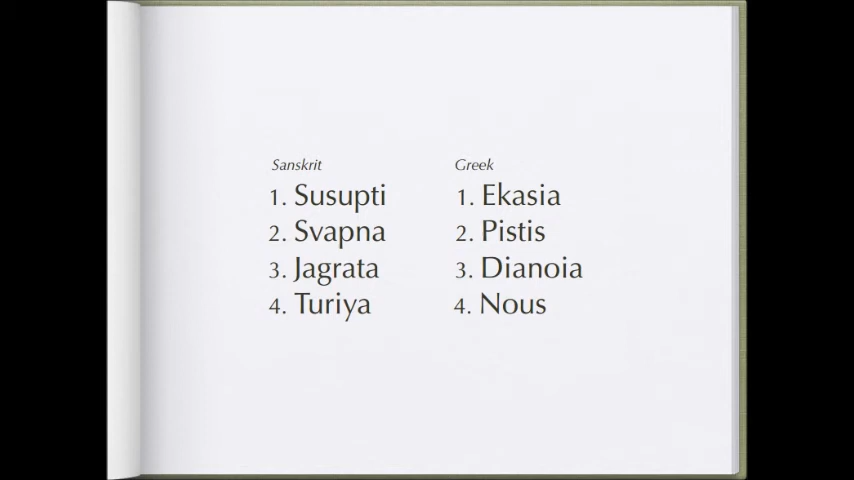 Sanskrit
1. Susupti
2. Svapna
3. Jagrata
4. Turiya
Greek
1. Ekasia
2. Pistis
3. Dianoia
4. Nous